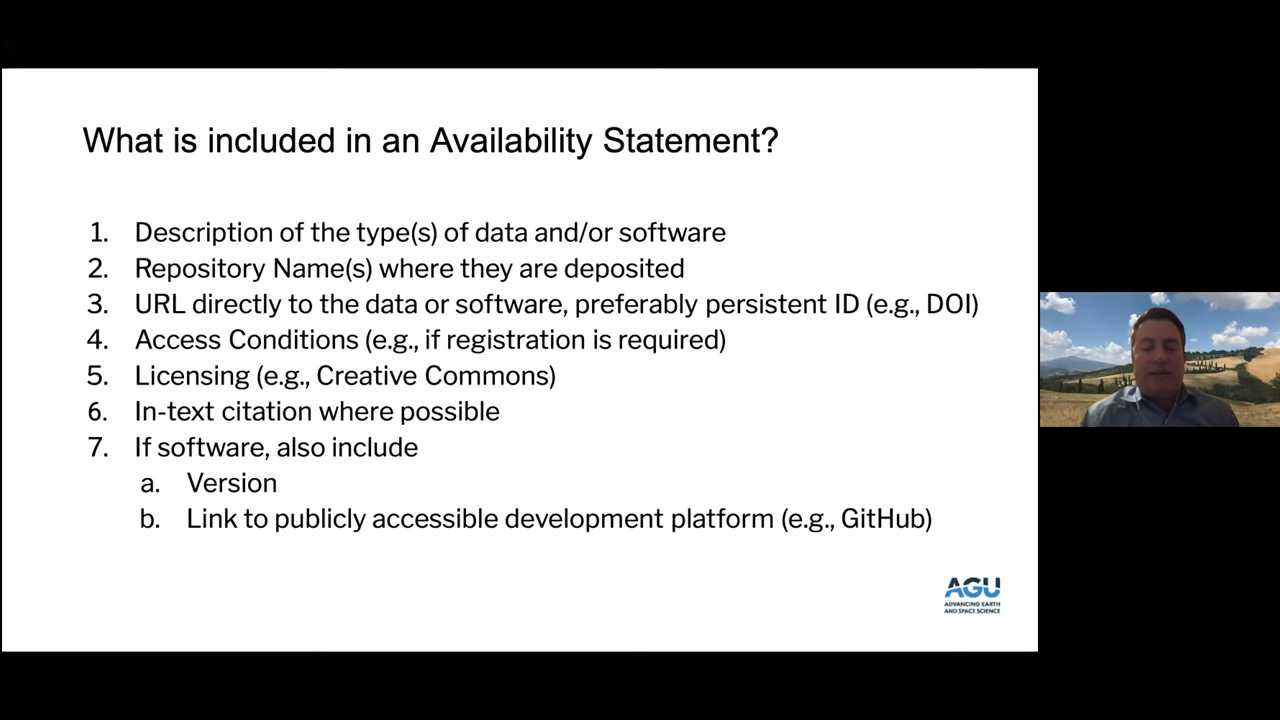 What is included in an Availability Statement?
1. Description of the type(s) of data and/or software
2. Repository Name(s) where they are deposited
3. URL directly to the data or software, preferably persistent ID (e.g., DOI)
4. Access Conditions (e.g., if registration is required)
5. Licensing (e.g., Creative Commons)
6. In-text citation where possible
7. If software, also include
a. Version
b. Link to publicly accessible development platform (e.g., GitHub)
AGU
ADVANCING EARTH
AND SPACE SCIENCE